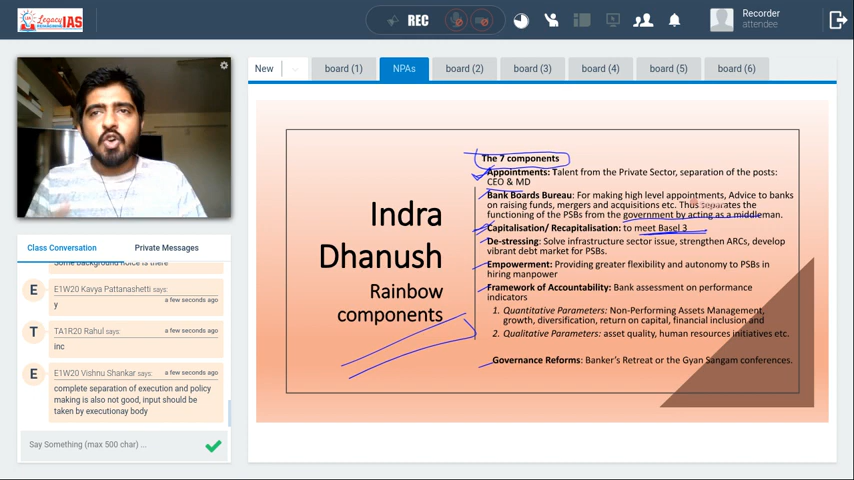 Legacy IAS
REC
Recorder
attendee
New
board (1)
NPAs
board (2)
board (3)
board (4)
board (5)
board (6)
Class Conversation
Private Messages
Some background noice is there
E
E1W20 Kavya Pattanashetti says:
a few seconds ago
y
T
TA1R20 Rahul says:
a few seconds ago
inc
E
E1W20 Vishnu Shankar says:
a few seconds ago
complete separation of execution and policy
making is also not good, input should be
taken by executionay body
Say Something (max 500 char) ...
Indra
Dhanush
Rainbow
components
The 7 components
Appointments: Talent from the Private Sector, separation of the posts:
CEO & MD
Bank Boards Bureau: For making high level appointments, Advice to banks
on raising funds, mergers and acquisitions etc. Thus separates the
functioning of the PSBs from the government by acting as a middleman.
Capitalisation/ Recapitalisation: to meet Basel 3
De-stressing: Solve infrastructure sector issue, strengthen ARCs, develop
vibrant debt market for PSBs.
Empowerment: Providing greater flexibility and autonomy to PSBs in
hiring manpower
Framework of Accountability: Bank assessment on performance
indicators
1. Quantitative Parameters: Non-Performing Assets Management,
growth, diversification, return on capital, financial inclusion and
2. Qualitative Parameters: asset quality, human resources initiatives etc.
Governance Reforms: Banker's Retreat or the Gyan Sangam conferences.